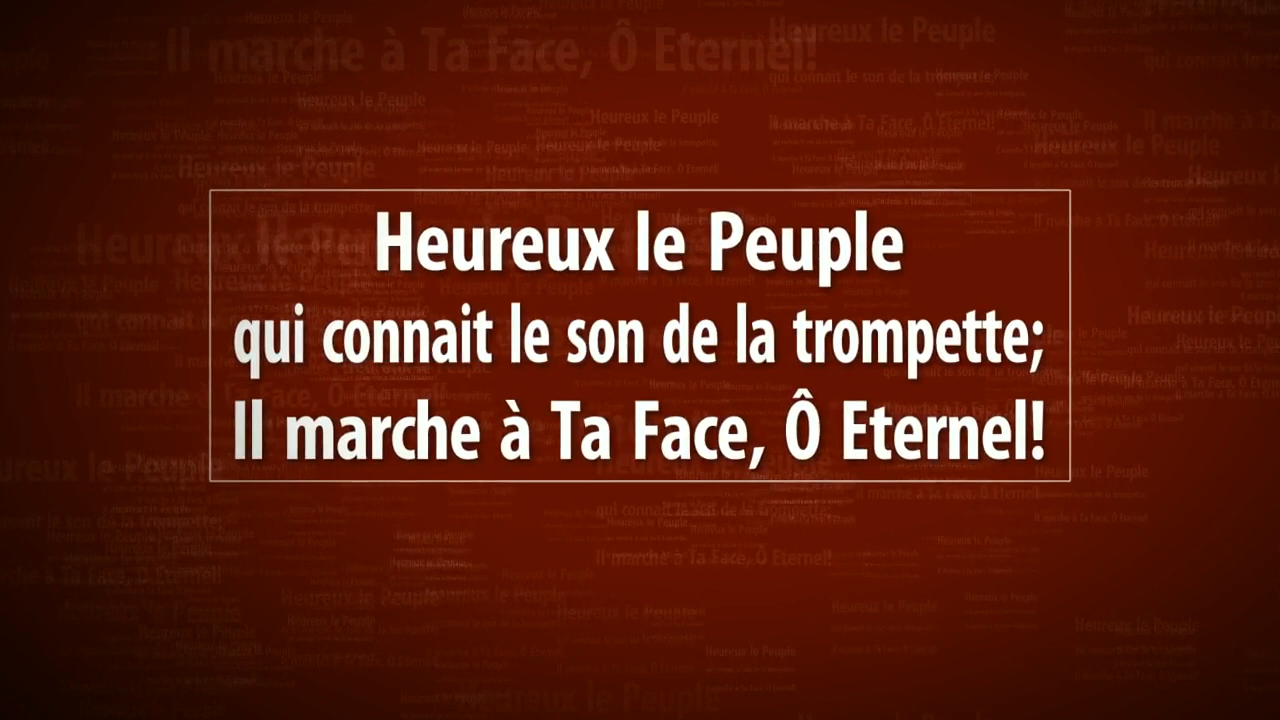 Heureux le Peuple
qui connait le son de la trompette;
Il marche à Ta Face, Ô Eternel!